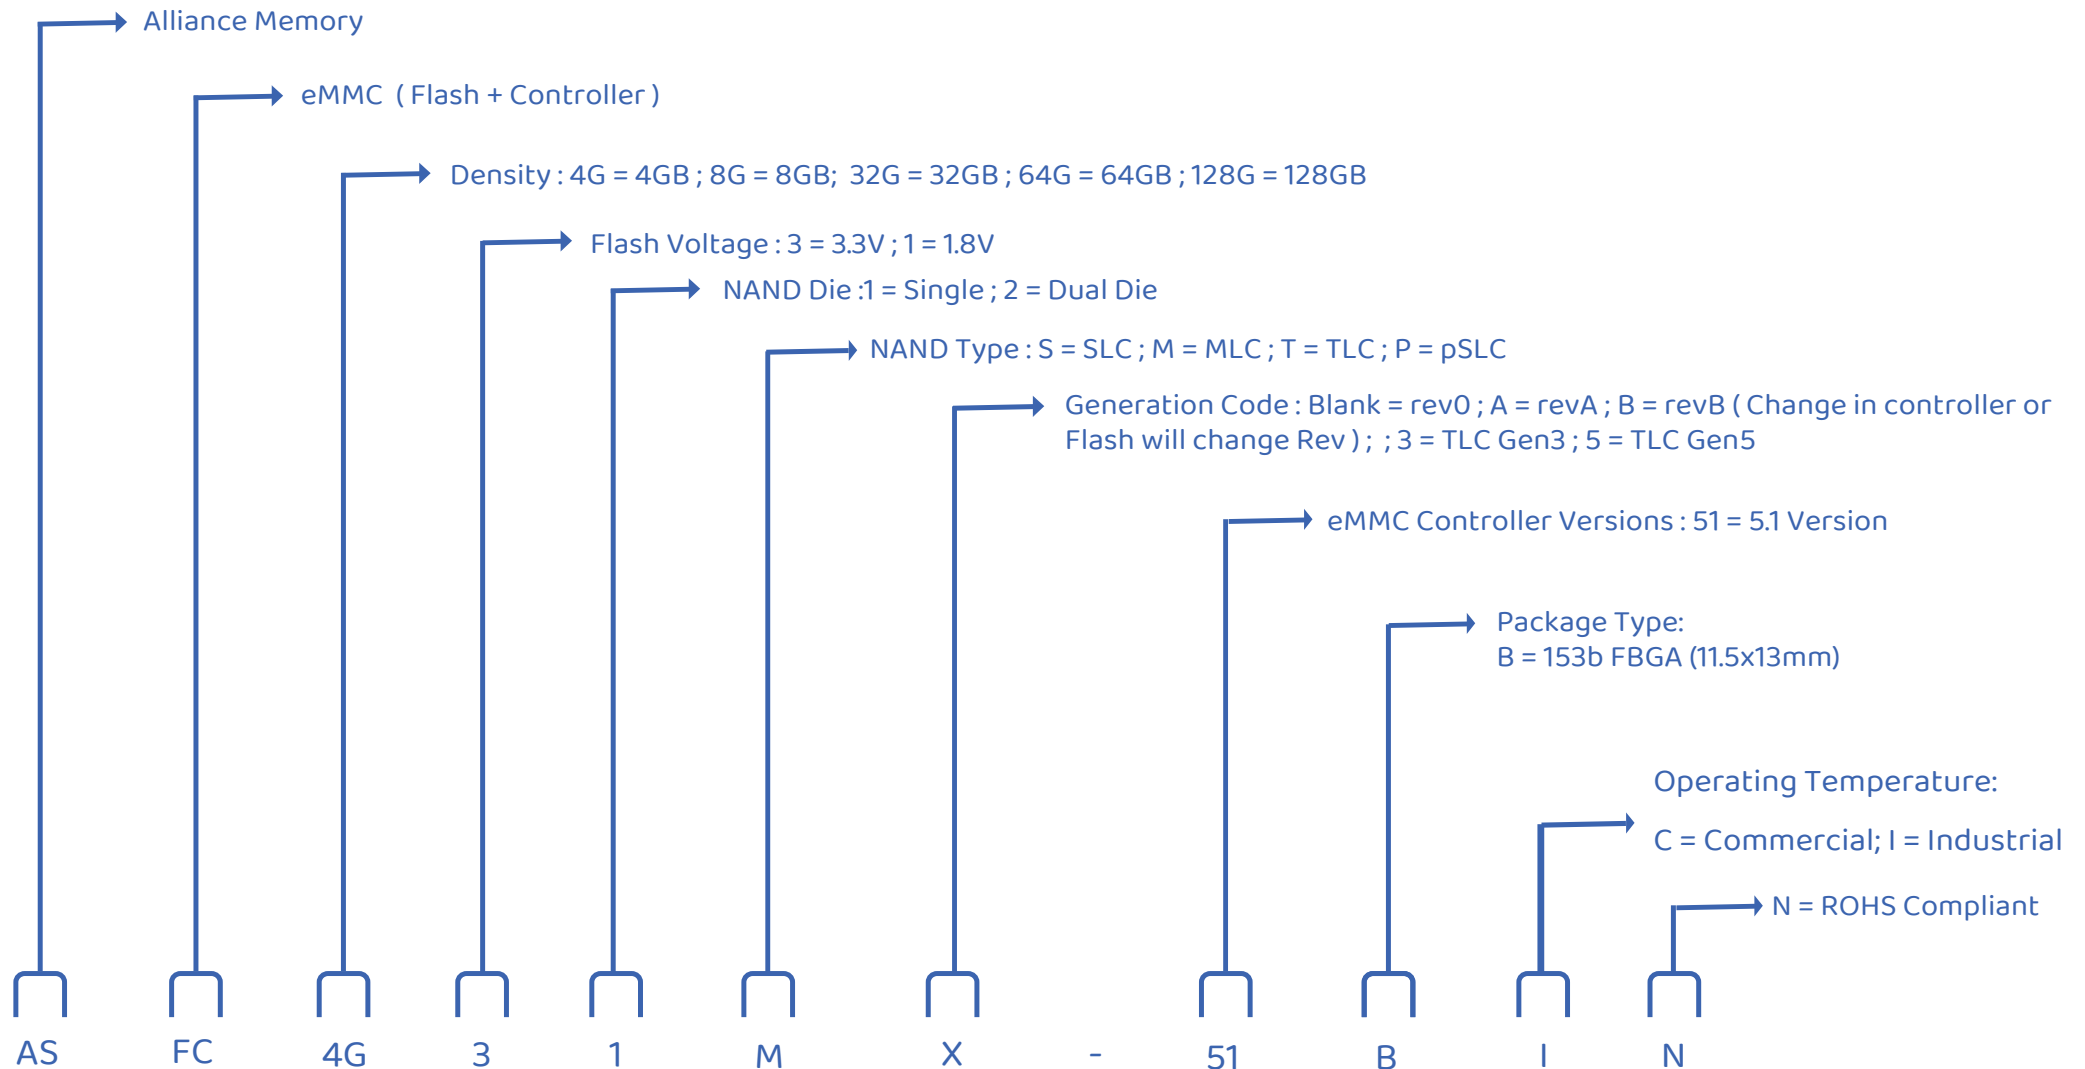 Alliance Memory
eMMC ( Flash + Controller )
Density : 4G = 4GB ; 8G = 8GB; 32G = 32GB ; 64G = 64GB ; 128G = 128GB
Flash Voltage : 3 = 3.3V ; 1 = 1.8V
NAND Die :1 = Single ; 2 = Dual Die
NAND Type : S = SLC ; M = MLC ; T = TLC ; P = pSLC
Generation Code : Blank = rev0 ; A = revA ; B = revB ( Change in controller or
Flash will change Rev ) ; ; 3 = TLC Gen3 ; 5 = TLC Gen5
eMMC Controller Versions : 51 = 5.1 Version
Package Type:
B = 153b FBGA (11.5x13mm)
Operating Temperature:
C = Commercial; I = Industrial
N = ROHS Compliant
AS FC 4G 3 1 M X - 51 B I N